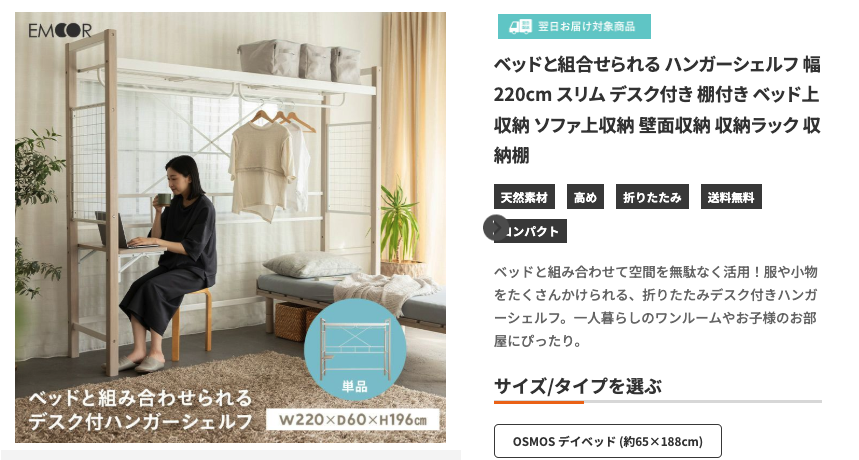 EMOOR
単品
ベッドと組み合わせられる
デスク付ハンガーシェルフ
W220×D60×H196cm
翌日お届け対象商品
ベッドと組合せられる ハンガーシェルフ 幅
220cm スリム デスク付き 棚付き ベッド上
収納 ソファ上収納 壁面収納 収納ラック 収
納棚
天然素材 高め 折りたたみ 送料無料
コンパクト
ベッドと組み合わせて空間を無駄なく活用！服や小物
をたくさんかけられる、折りたたみデスク付きハンガ
ーシェルフ。一人暮らしのワンルームやお子様のお部
屋にぴったり。
サイズ/タイプを選ぶ
OSMOS デイベッド (約65×188cm)